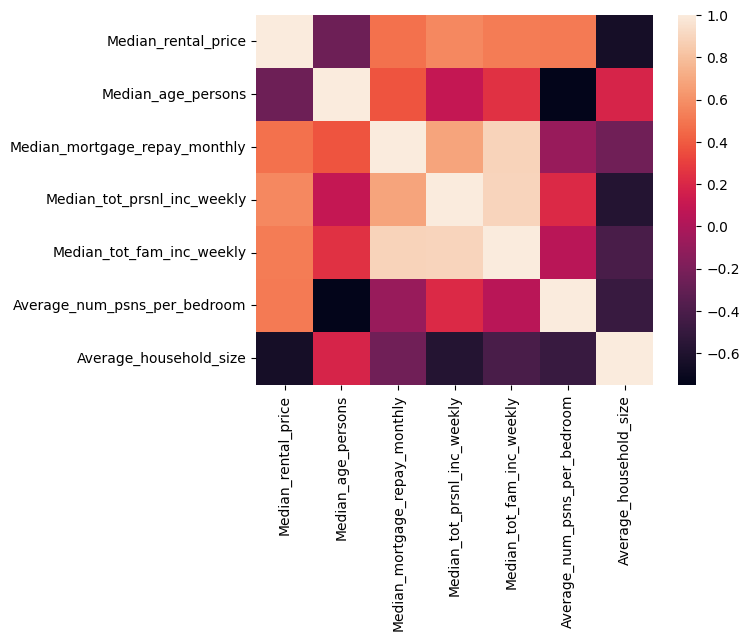 Median_rental_price
Median_age_persons
Median_mortgage_repay_monthly
Median_tot_prsnl_inc_weekly
Median_tot_fam_inc_weekly
Average_num_psns_per_bedroom
Average_household_size
Median_rental_price
Median_age_persons
Median_mortgage_repay_monthly
Median_tot_prsnl_inc_weekly
Median_tot_fam_inc_weekly
Average_num_psns_per_bedroom
Average_household_size
1.0
0.8
0.6
0.4
0.2
0.0
−0.2
−0.4
−0.6